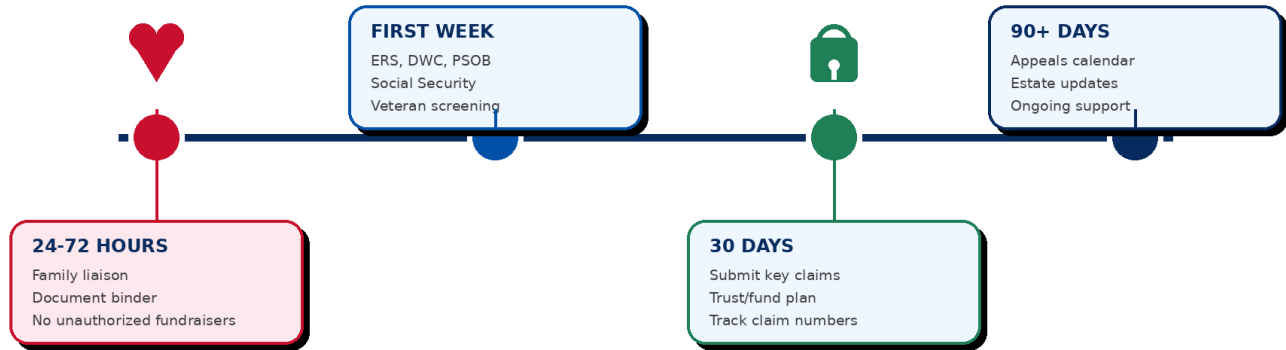 FIRST WEEK
ERS, DWC, PSOB
Social Security
Veteran screening
90+ DAYS
Appeals calendar
Estate updates
Ongoing support
24-72 HOURS
Family liaison
Document binder
No unauthorized fundraisers
30 DAYS
Submit key claims
Trust/fund plan
Track claim numbers